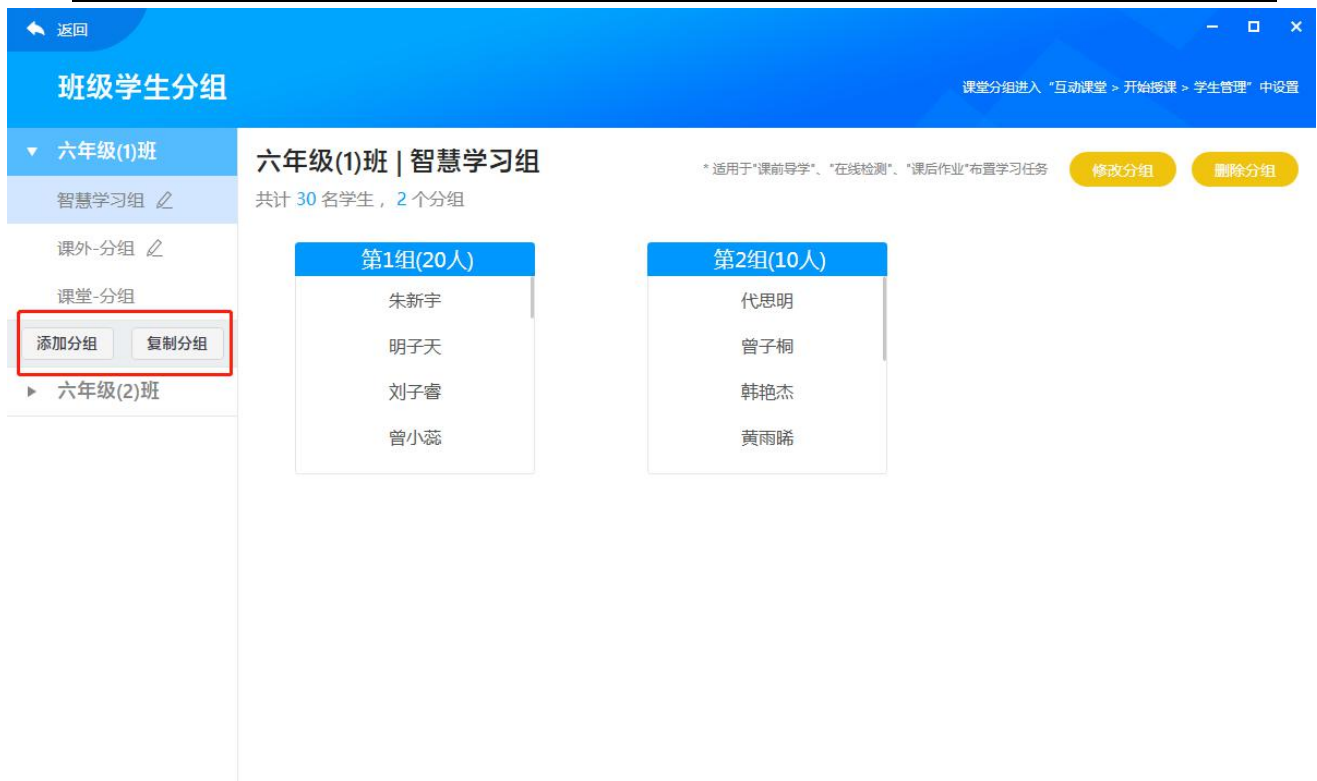 返回
班级学生分组
课堂分组进入 "互动课堂 > 开始授课 > 学生管理" 中设置
六年级(1)班
智慧学习组
课外-分组
课堂-分组
添加分组 复制分组
六年级(2)班
六年级(1)班 | 智慧学习组
* 适用于"课前导学"、"在线检测"、"课后作业"布置学习任务
修改分组 删除分组
共计 30 名学生，2 个分组
第1组(20人)
朱新宇
明子天
刘子睿
曾小蕊
第2组(10人)
代思明
曾子桐
韩艳杰
黄雨晞